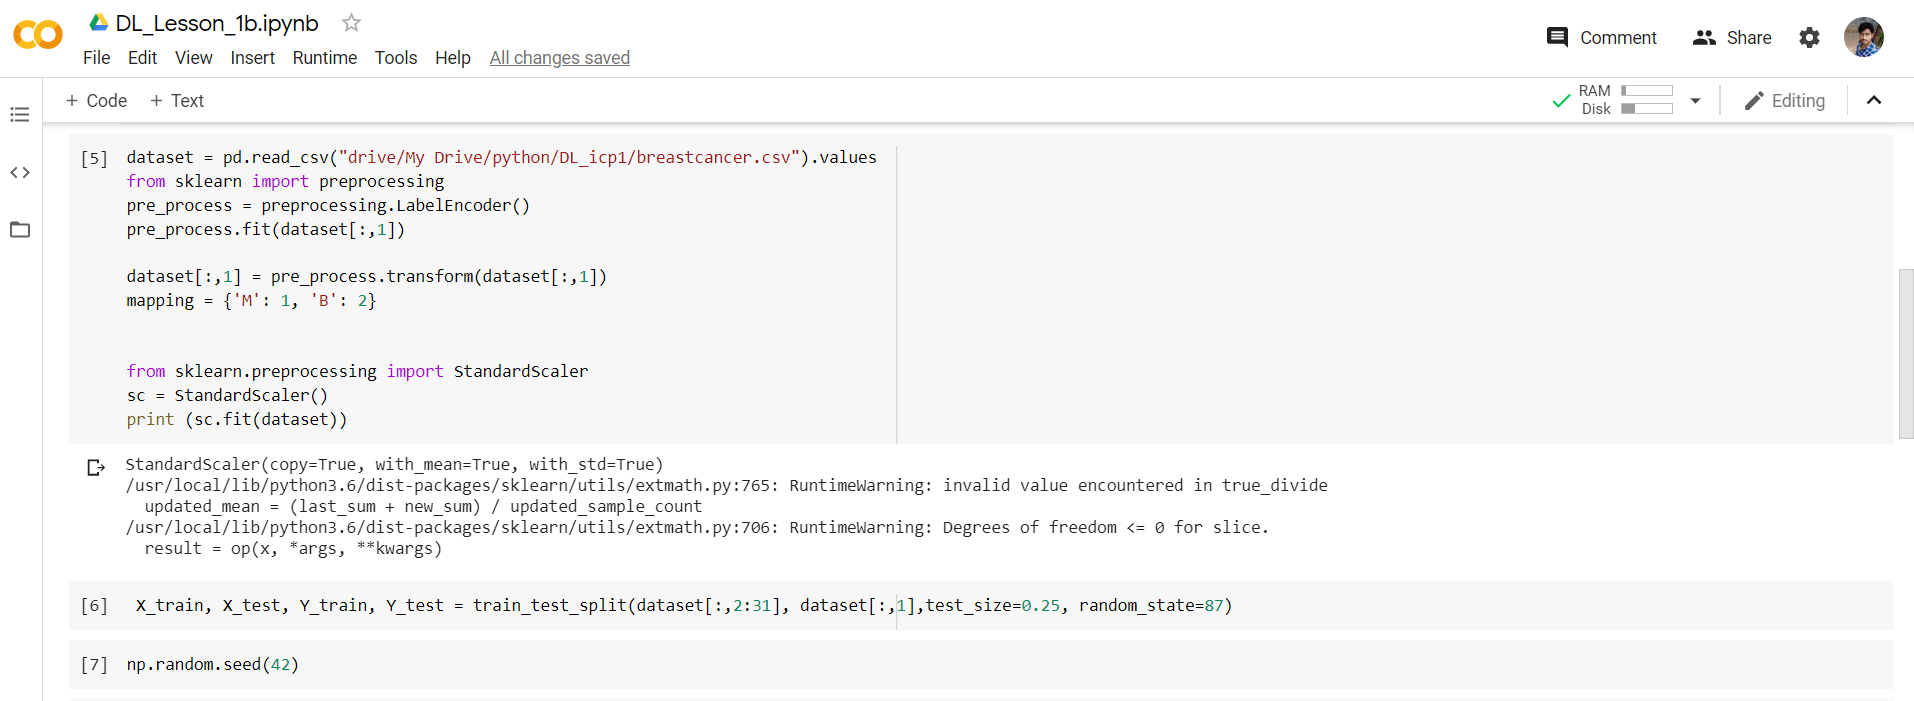 DL_Lesson_1b.ipynb
File Edit View Insert Runtime Tools Help All changes saved
Comment Share
+ Code + Text
RAM
Disk
Editing
[5] dataset = pd.read_csv("drive/My Drive/python/DL_icp1/breastcancer.csv").values
from sklearn import preprocessing
pre_process = preprocessing.LabelEncoder()
pre_process.fit(dataset[:,1])
dataset[:,1] = pre_process.transform(dataset[:,1])
mapping = {'M': 1, 'B': 2}
from sklearn.preprocessing import StandardScaler
sc = StandardScaler()
print (sc.fit(dataset))
StandardScaler(copy=True, with_mean=True, with_std=True)
/usr/local/lib/python3.6/dist-packages/sklearn/utils/extmath.py:765: RuntimeWarning: invalid value encountered in true_divide
updated_mean = (last_sum + new_sum) / updated_sample_count
/usr/local/lib/python3.6/dist-packages/sklearn/utils/extmath.py:706: RuntimeWarning: Degrees of freedom <= 0 for slice.
result = op(x, *args, **kwargs)
[6] X_train, X_test, Y_train, Y_test = train_test_split(dataset[:,2:31], dataset[:,1],test_size=0.25, random_state=87)
[7] np.random.seed(42)